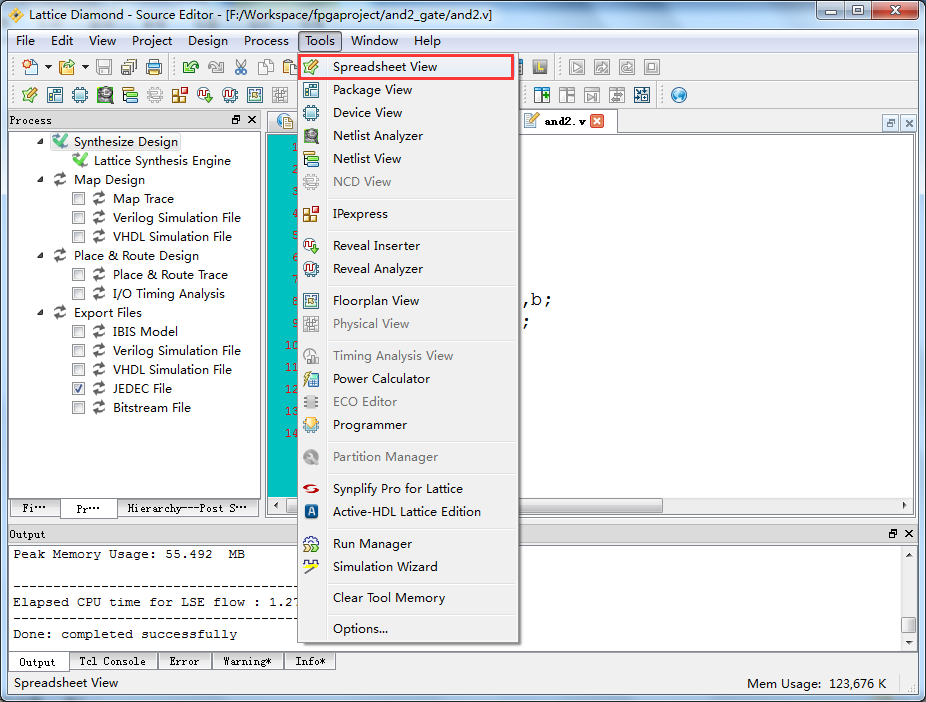 Lattice Diamond - Source Editor - [F:/Workspace/fpgaproject/and2_gate/and2.v]
File Edit View Project Design Process Tools Window Help
Process
Synthesize Design
Lattice Synthesis Engine
Map Design
Map Trace
Verilog Simulation File
VHDL Simulation File
Place & Route Design
Place & Route Trace
I/O Timing Analysis
Export Files
IBIS Model
Verilog Simulation File
VHDL Simulation File
JEDEC File
Bitstream File
Fi··· Pr··· Hierarchy---Post S···
Spreadsheet View
Package View
Device View
Netlist Analyzer
Netlist View
NCD View
IPexpress
Reveal Inserter
Reveal Analyzer
Floorplan View
Physical View
Timing Analysis View
Power Calculator
ECO Editor
Programmer
Partition Manager
Synplify Pro for Lattice
Active-HDL Lattice Edition
Run Manager
Simulation Wizard
Clear Tool Memory
Options...
and2.v
1
2
3
4
5
6
7
8 ,b;
9 ;
10
11
12
13
14
Output
Peak Memory Usage: 55.492 MB
--------------------------------------
Elapsed CPU time for LSE flow : 1.27
--------------------------------------
Done: completed successfully
Output Tcl Console Error Warning* Info*
Spreadsheet View
Mem Usage: 123,676 K